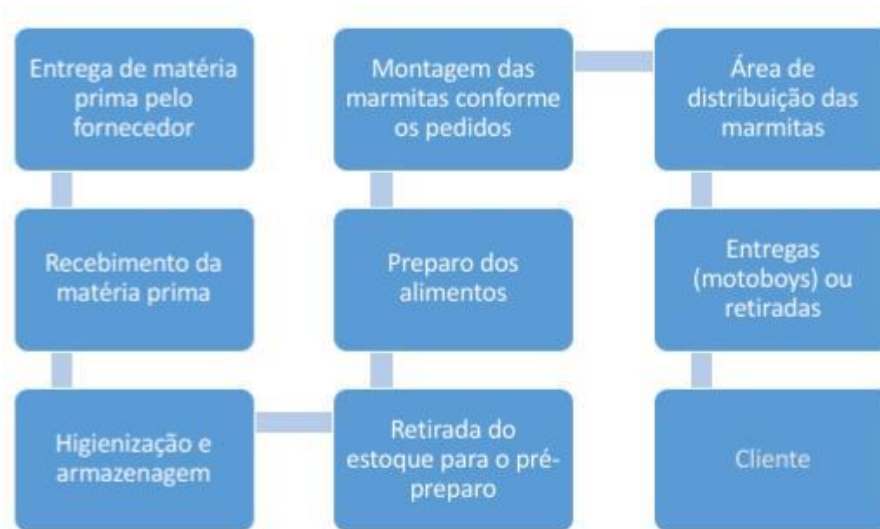 Entrega de matéria
prima pelo
fornecedor
Recebimento da
matéria prima
Higienização e
armazenagem
Retirada do
estoque para o pré-
preparo
Preparo dos
alimentos
Montagem das
marmitas conforme
os pedidos
Área de
distribuição das
marmitas
Entregas
(motoboys) ou
retiradas
Cliente